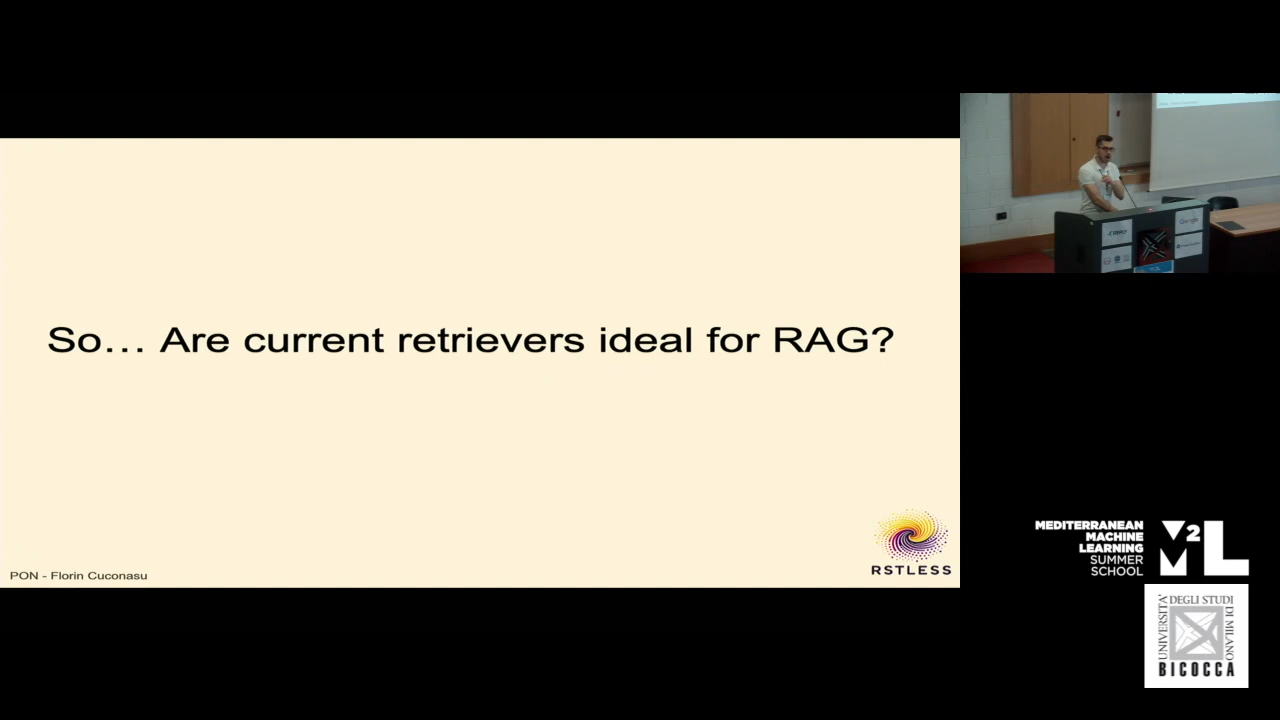 So... Are current retrievers ideal for RAG?
RSTLESS
PON - Florin Cuconasu
MEDITERRANEAN
MACHINE
LEARNING
SUMMER
SCHOOL
M2L
UNIVERSITA'
DEGLI STUDI
DI MILANO
BICOCCA